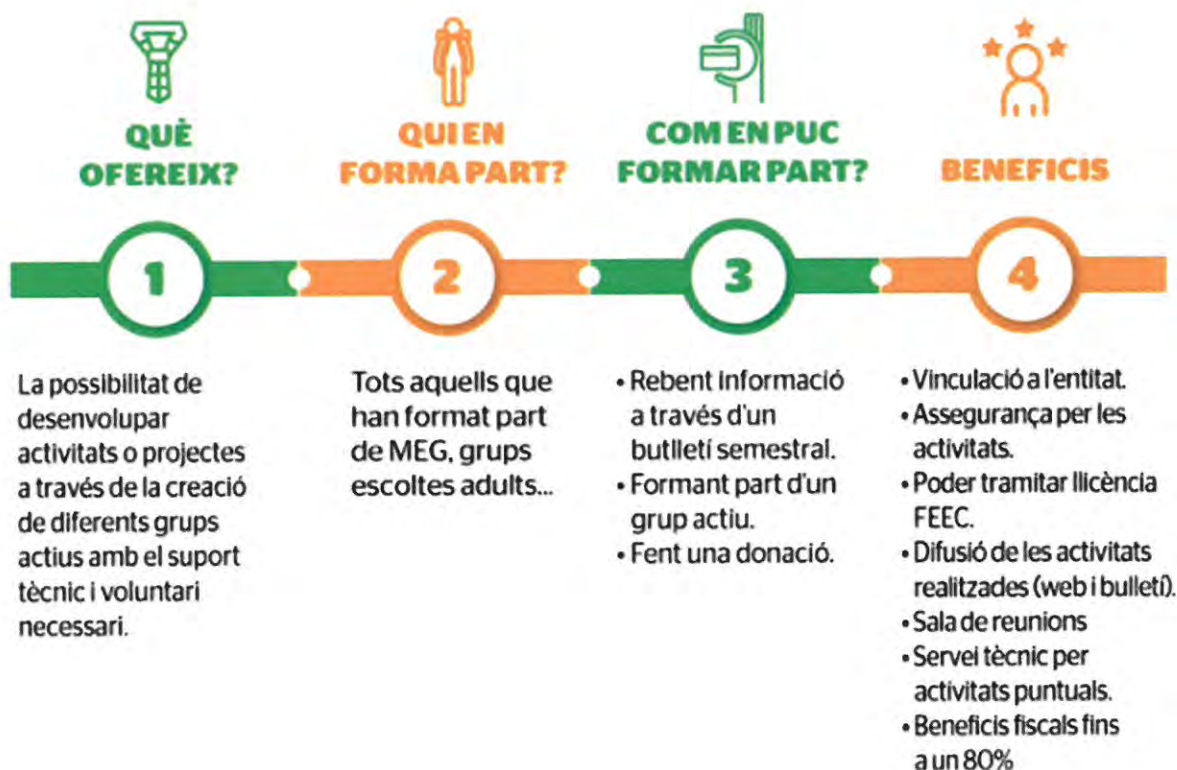 QUÈ
OFEREIX?
1
La possibilitat de
desenvolupar
activitats o projectes
a través de la creació
de diferents grups
actius amb el suport
tècnic i voluntari
necessari.
QUI EN
FORMA PART?
2
Tots aquells que
han format part
de MEG, grups
escoltes adults...
COM EN PUC
FORMAR PART?
3
• Rebent informació
a través d'un
butlletí semestral.
• Formant part d'un
grup actiu.
• Fent una donació.
BENEFICIS
4
• Vinculació a l'entitat.
• Assegurança per les
activitats.
• Poder tramitar llicència
FEEC.
• Difusió de les activitats
realitzades (web i bulletí).
• Sala de reunions
• Servei tècnic per
activitats puntuals.
• Beneficis fiscals fins
a un 80%